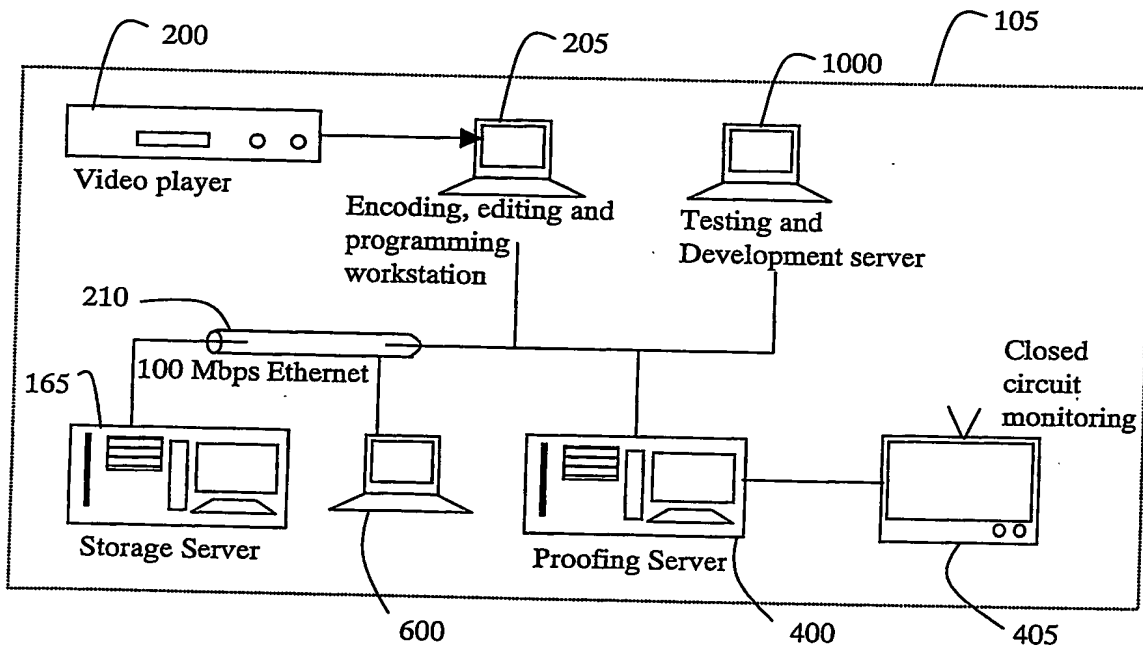 200
205
105
1000
Video player
Encoding, editing and
programming
workstation
Testing and
Development server
210
100 Mbps Ethernet
165
Closed
circuit
monitoring
Storage Server
Proofing Server
600
400
405